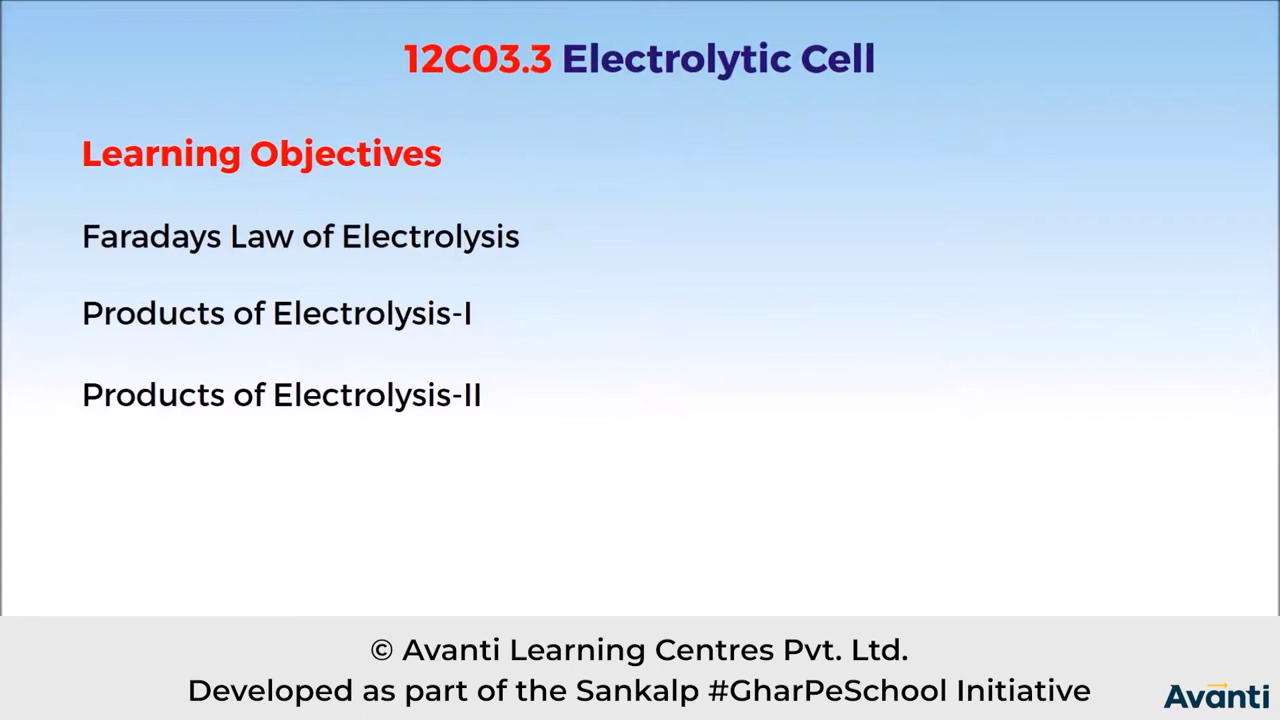 12C03.3 Electrolytic Cell
Learning Objectives
Faradays Law of Electrolysis
Products of Electrolysis-I
Products of Electrolysis-II
© Avanti Learning Centres Pvt. Ltd.
Developed as part of the Sankalp #GharPeSchool Initiative
Avanti